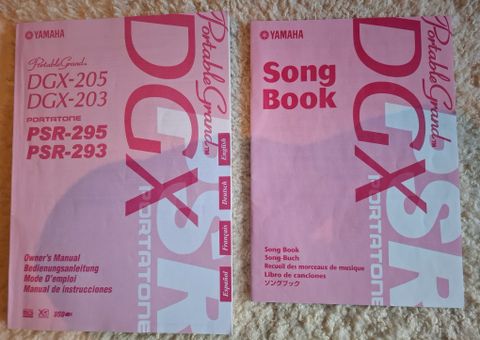 YAMAHA
Portable Grand
DGX-205
DGX-203
PORTATONE
PSR-295
PSR-293
Portable Grand
DGX
PSR
PORTATONE
English
Deutsch
Français
Español
Owner's Manual
Bedienungsanleitung
Mode D'emploi
Manual de instrucciones
YAMAHA
Song
Book
Portable Grand
DGX
PSR
PORTATONE
Song Book
Song-Buch
Recueil des morceaux de musique
Libro de canciones
ソングブック